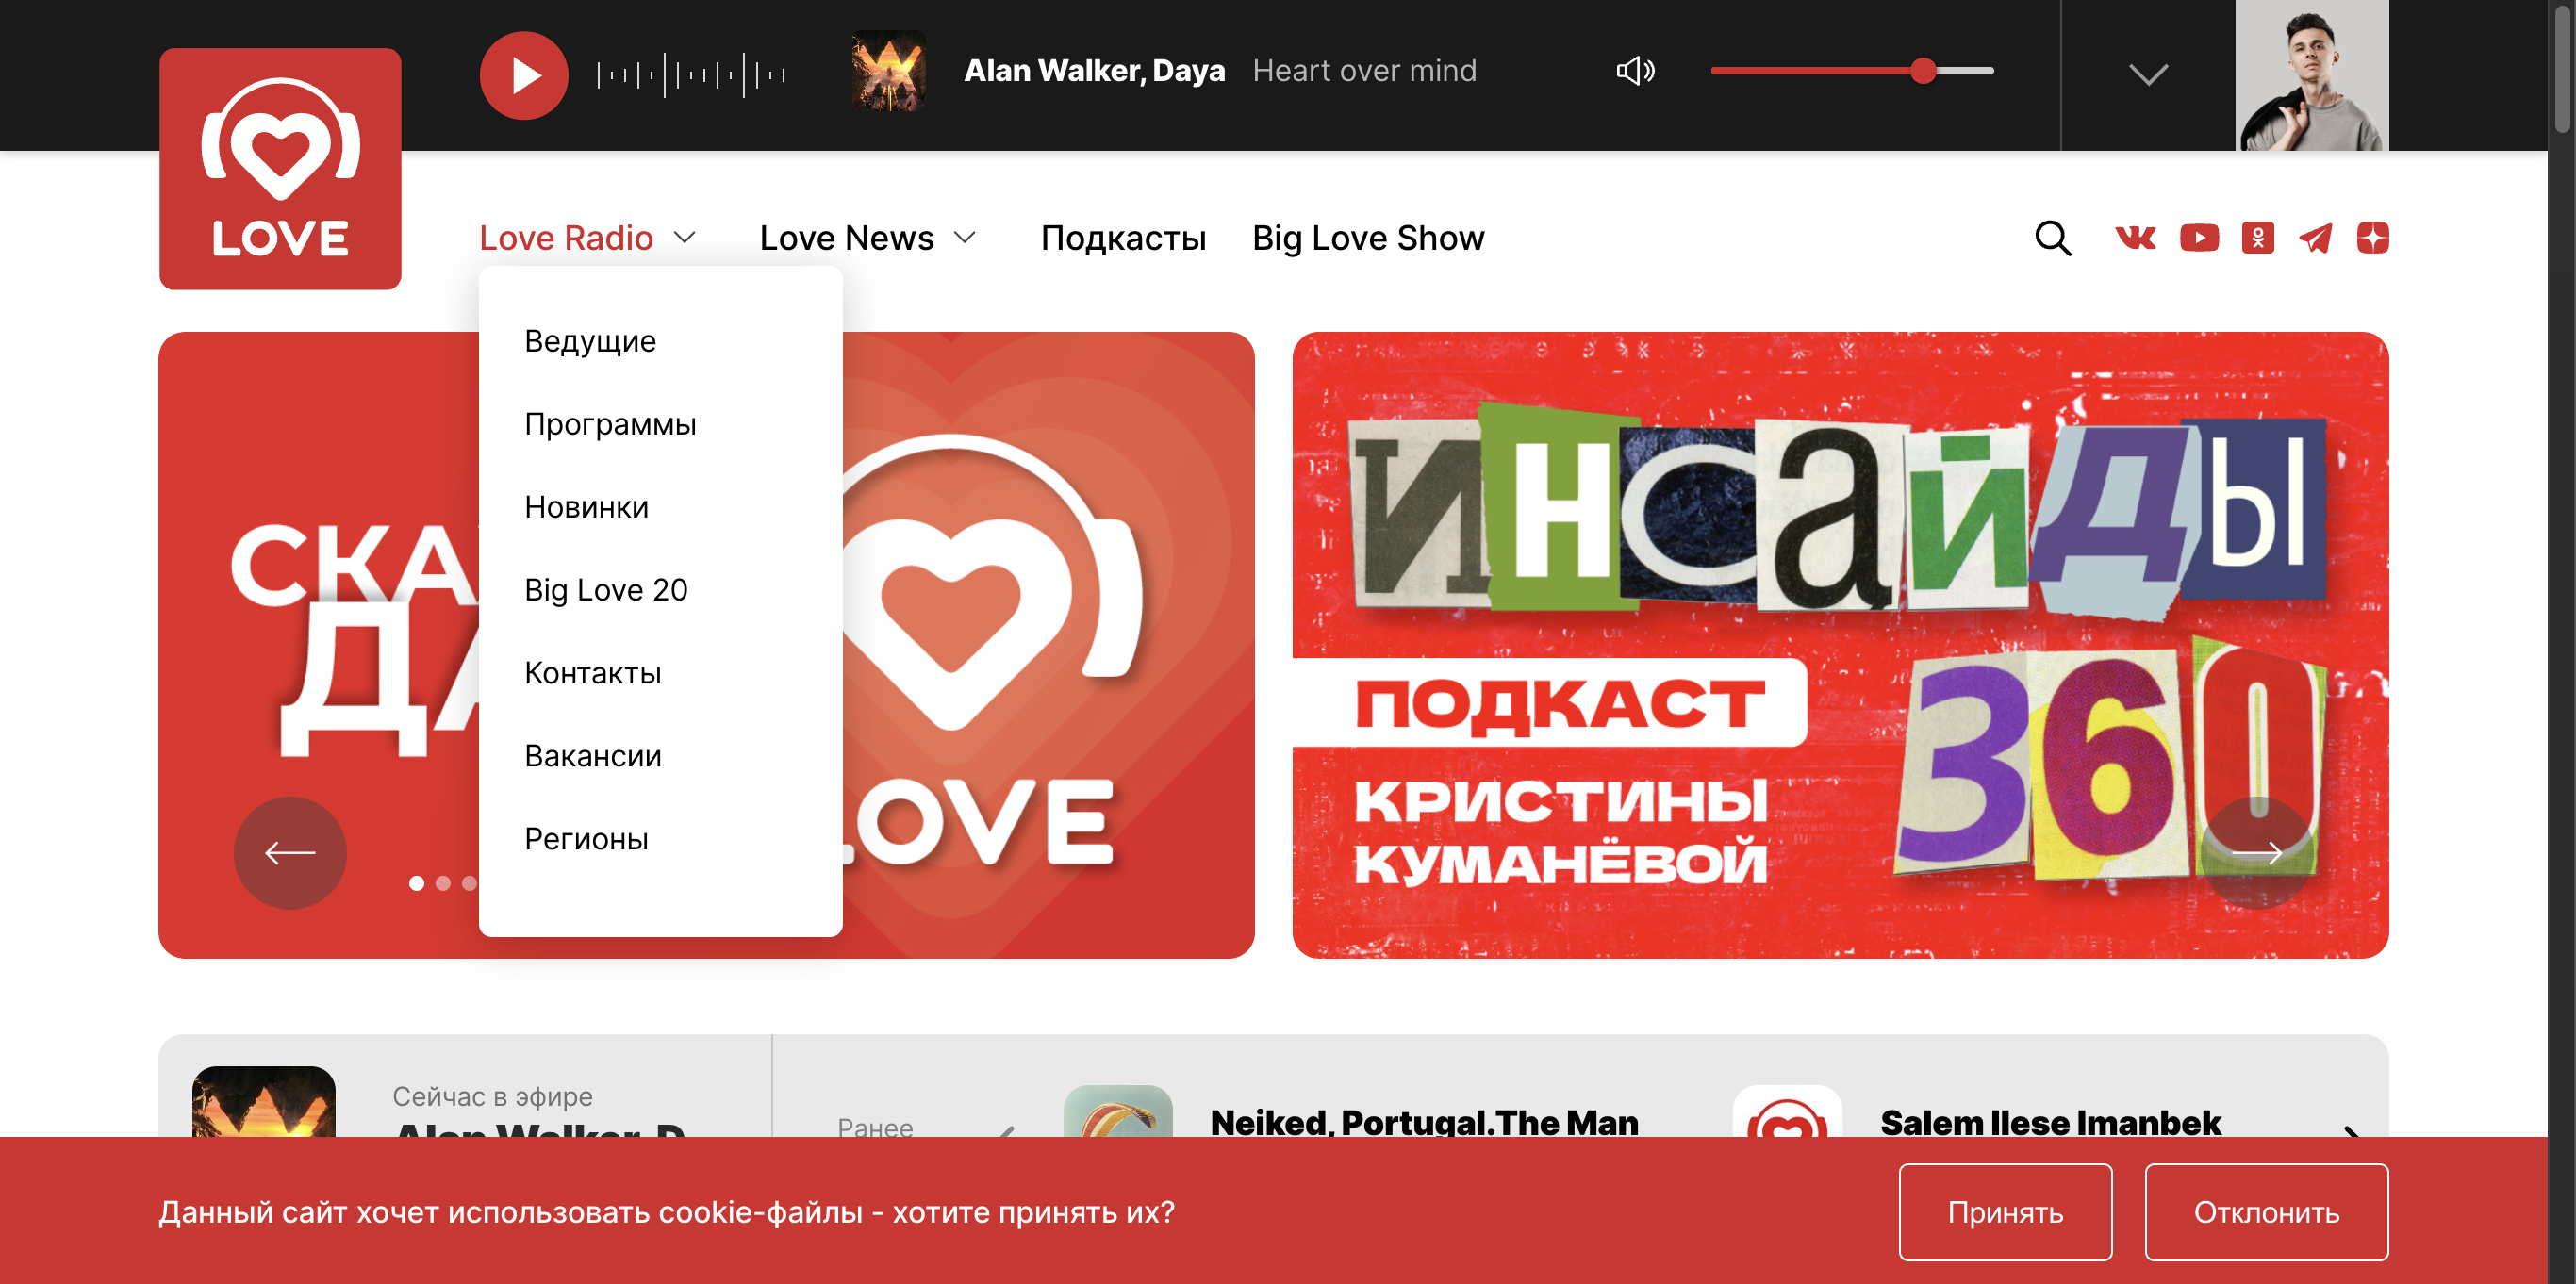 Alan Walker, Daya Heart over mind
LOVE
Love Radio Love News Подкасты Big Love Show
Ведущие
Программы
Новинки
Big Love 20
Контакты
Вакансии
Регионы
LOVE
ИНСАЙДЫ
360
ПОДКАСТ
КРИСТИНЫ
КУМАНЁВОЙ
Сейчас в эфире
Alan Walker, D
Ранее
Neiked, Portugal.The Man
Salem Ilese Imanbek
Данный сайт хочет использовать cookie-файлы - хотите принять их?
Принять
Отклонить